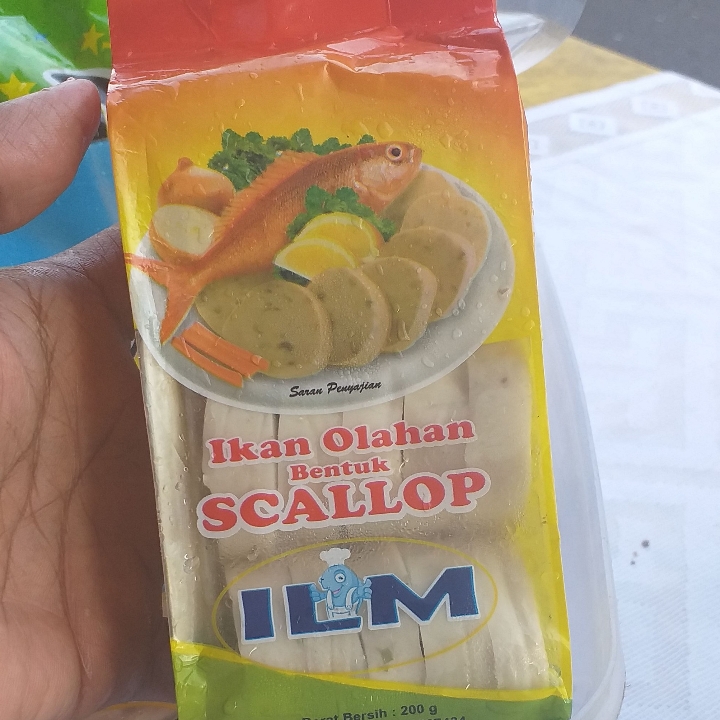 Saran Penyajian
Ikan Olahan
Bentuk
SCALLOP
ILM
Berat Bersih : 200 g